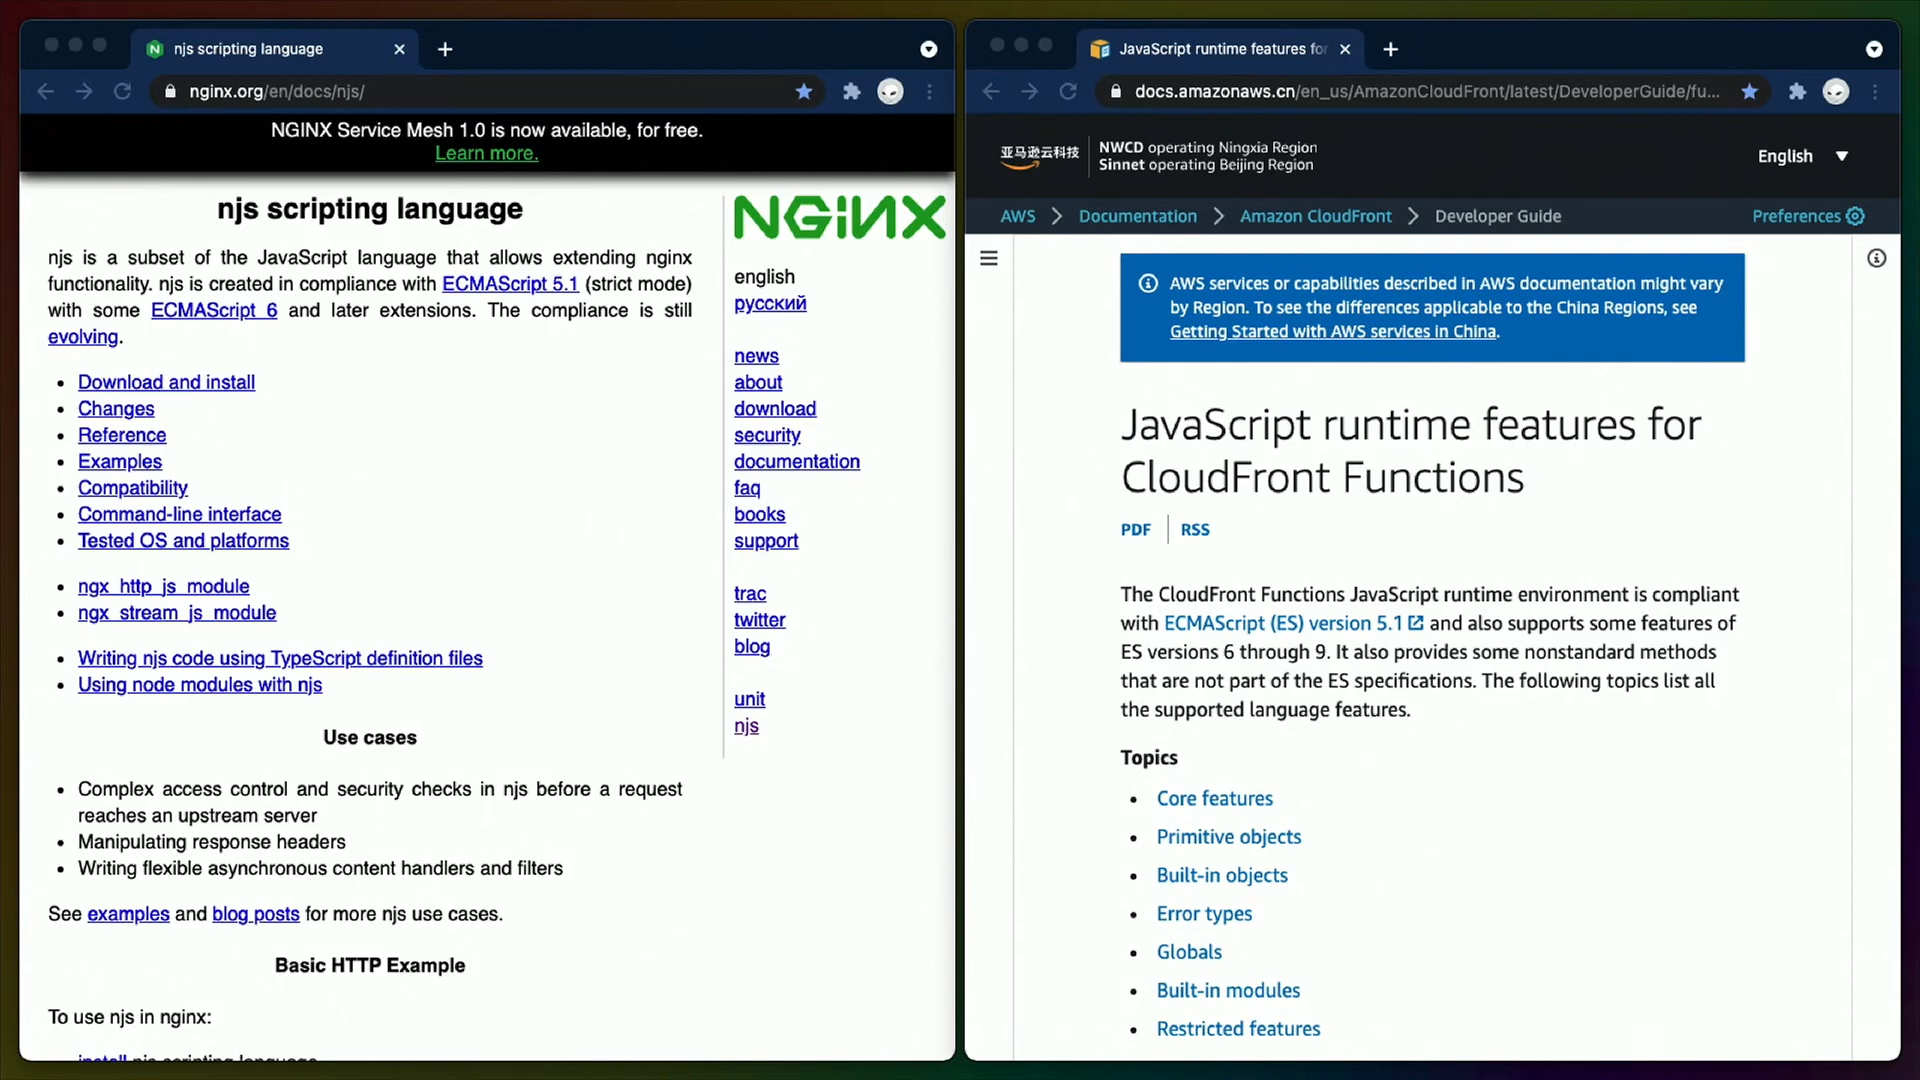 njs scripting language
nginx.org/en/docs/njs/
NGINX Service Mesh 1.0 is now available, for free.
Learn more.
njs scripting language
njs is a subset of the JavaScript language that allows extending nginx
functionality. njs is created in compliance with ECMAScript 5.1 (strict mode)
with some ECMAScript 6 and later extensions. The compliance is still
evolving.
Download and install
Changes
Reference
Examples
Compatibility
Command-line interface
Tested OS and platforms
ngx_http_js_module
ngx_stream_js_module
Writing njs code using TypeScript definition files
Using node modules with njs
Use cases
Complex access control and security checks in njs before a request
reaches an upstream server
Manipulating response headers
Writing flexible asynchronous content handlers and filters
See examples and blog posts for more njs use cases.
Basic HTTP Example
To use njs in nginx:
install njs scripting language
NGINX
english
русский
news
about
download
security
documentation
faq
books
support
trac
twitter
blog
unit
njs
JavaScript runtime features for
docs.amazonaws.cn/en_us/AmazonCloudFront/latest/DeveloperGuide/fu...
亚马逊云科技
NWCD operating Ningxia Region
Sinnet operating Beijing Region
English
AWS > Documentation > Amazon CloudFront > Developer Guide
Preferences
AWS services or capabilities described in AWS documentation might vary
by Region. To see the differences applicable to the China Regions, see
Getting Started with AWS services in China.
JavaScript runtime features for
CloudFront Functions
PDF | RSS
The CloudFront Functions JavaScript runtime environment is compliant
with ECMAScript (ES) version 5.1 and also supports some features of
ES versions 6 through 9. It also provides some nonstandard methods
that are not part of the ES specifications. The following topics list all
the supported language features.
Topics
Core features
Primitive objects
Built-in objects
Error types
Globals
Built-in modules
Restricted features